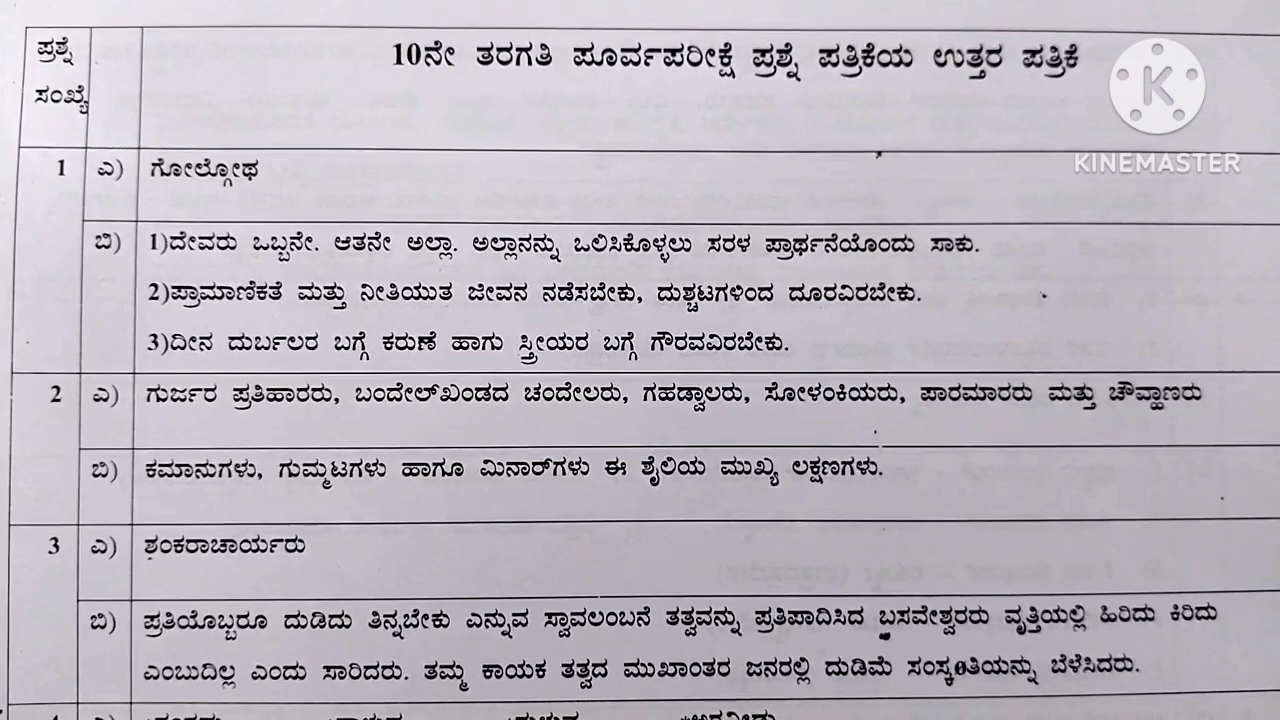 ಪ್ರಶ್ನೆ
ಸಂಖ್ಯೆ
10ನೇ ತರಗತಿ ಪೂರ್ವಪರೀಕ್ಷೆ ಪ್ರಶ್ನೆ ಪತ್ರಿಕೆಯ ಉತ್ತರ ಪತ್ರಿಕೆ
KINEMASTER
1 ಎ) ಗೋಲ್ಗೋಥ
ಬಿ) 1)ದೇವರು ಒಬ್ಬನೇ. ಆತನೇ ಅಲ್ಲಾ. ಅಲ್ಲಾನನ್ನು ಒಲಿಸಿಕೊಳ್ಳಲು ಸರಳ ಪ್ರಾರ್ಥನೆಯೊಂದು ಸಾಕು.
2)ಪ್ರಾಮಾಣಿಕತೆ ಮತ್ತು ನೀತಿಯುತ ಜೀವನ ನಡೆಸಬೇಕು, ದುಶ್ಚಟಗಳಿಂದ ದೂರವಿರಬೇಕು.
3)ದೀನ ದುರ್ಬಲರ ಬಗ್ಗೆ ಕರುಣೆ ಹಾಗು ಸ್ತ್ರೀಯರ ಬಗ್ಗೆ ಗೌರವವಿರಬೇಕು.
2 ಎ) ಗುರ್ಜರ ಪ್ರತಿಹಾರರು, ಬಂದೇಲ್‌ಖಂಡದ ಚಂದೇಲರು, ಗಹಡ್ವಾಲರು, ಸೋಳಂಕಿಯರು, ಪಾರಮಾರರು ಮತ್ತು ಚೌವ್ಹಾಣರು
ಬಿ) ಕಮಾನುಗಳು, ಗುಮ್ಮಟಗಳು ಹಾಗೂ ಮಿನಾರ್‌ಗಳು ಈ ಶೈಲಿಯ ಮುಖ್ಯ ಲಕ್ಷಣಗಳು.
3 ಎ) ಶಂಕರಾಚಾರ್ಯರು
ಬಿ) ಪ್ರತಿಯೊಬ್ಬರೂ ದುಡಿದು ತಿನ್ನಬೇಕು ಎನ್ನುವ ಸ್ವಾವಲಂಬನೆ ತತ್ವವನ್ನು ಪ್ರತಿಪಾದಿಸಿದ ಬಸವೇಶ್ವರರು ವೃತ್ತಿಯಲ್ಲಿ ಹಿರಿದು ಕಿರಿದು
ಎಂಬುದಿಲ್ಲ ಎಂದು ಸಾರಿದರು. ತಮ್ಮ ಕಾಯಕ ತತ್ವದ ಮುಖಾಂತರ ಜನರಲ್ಲಿ ದುಡಿಮೆ ಸಂಸ್ಕೃತಿಯನ್ನು ಬೆಳೆಸಿದರು.